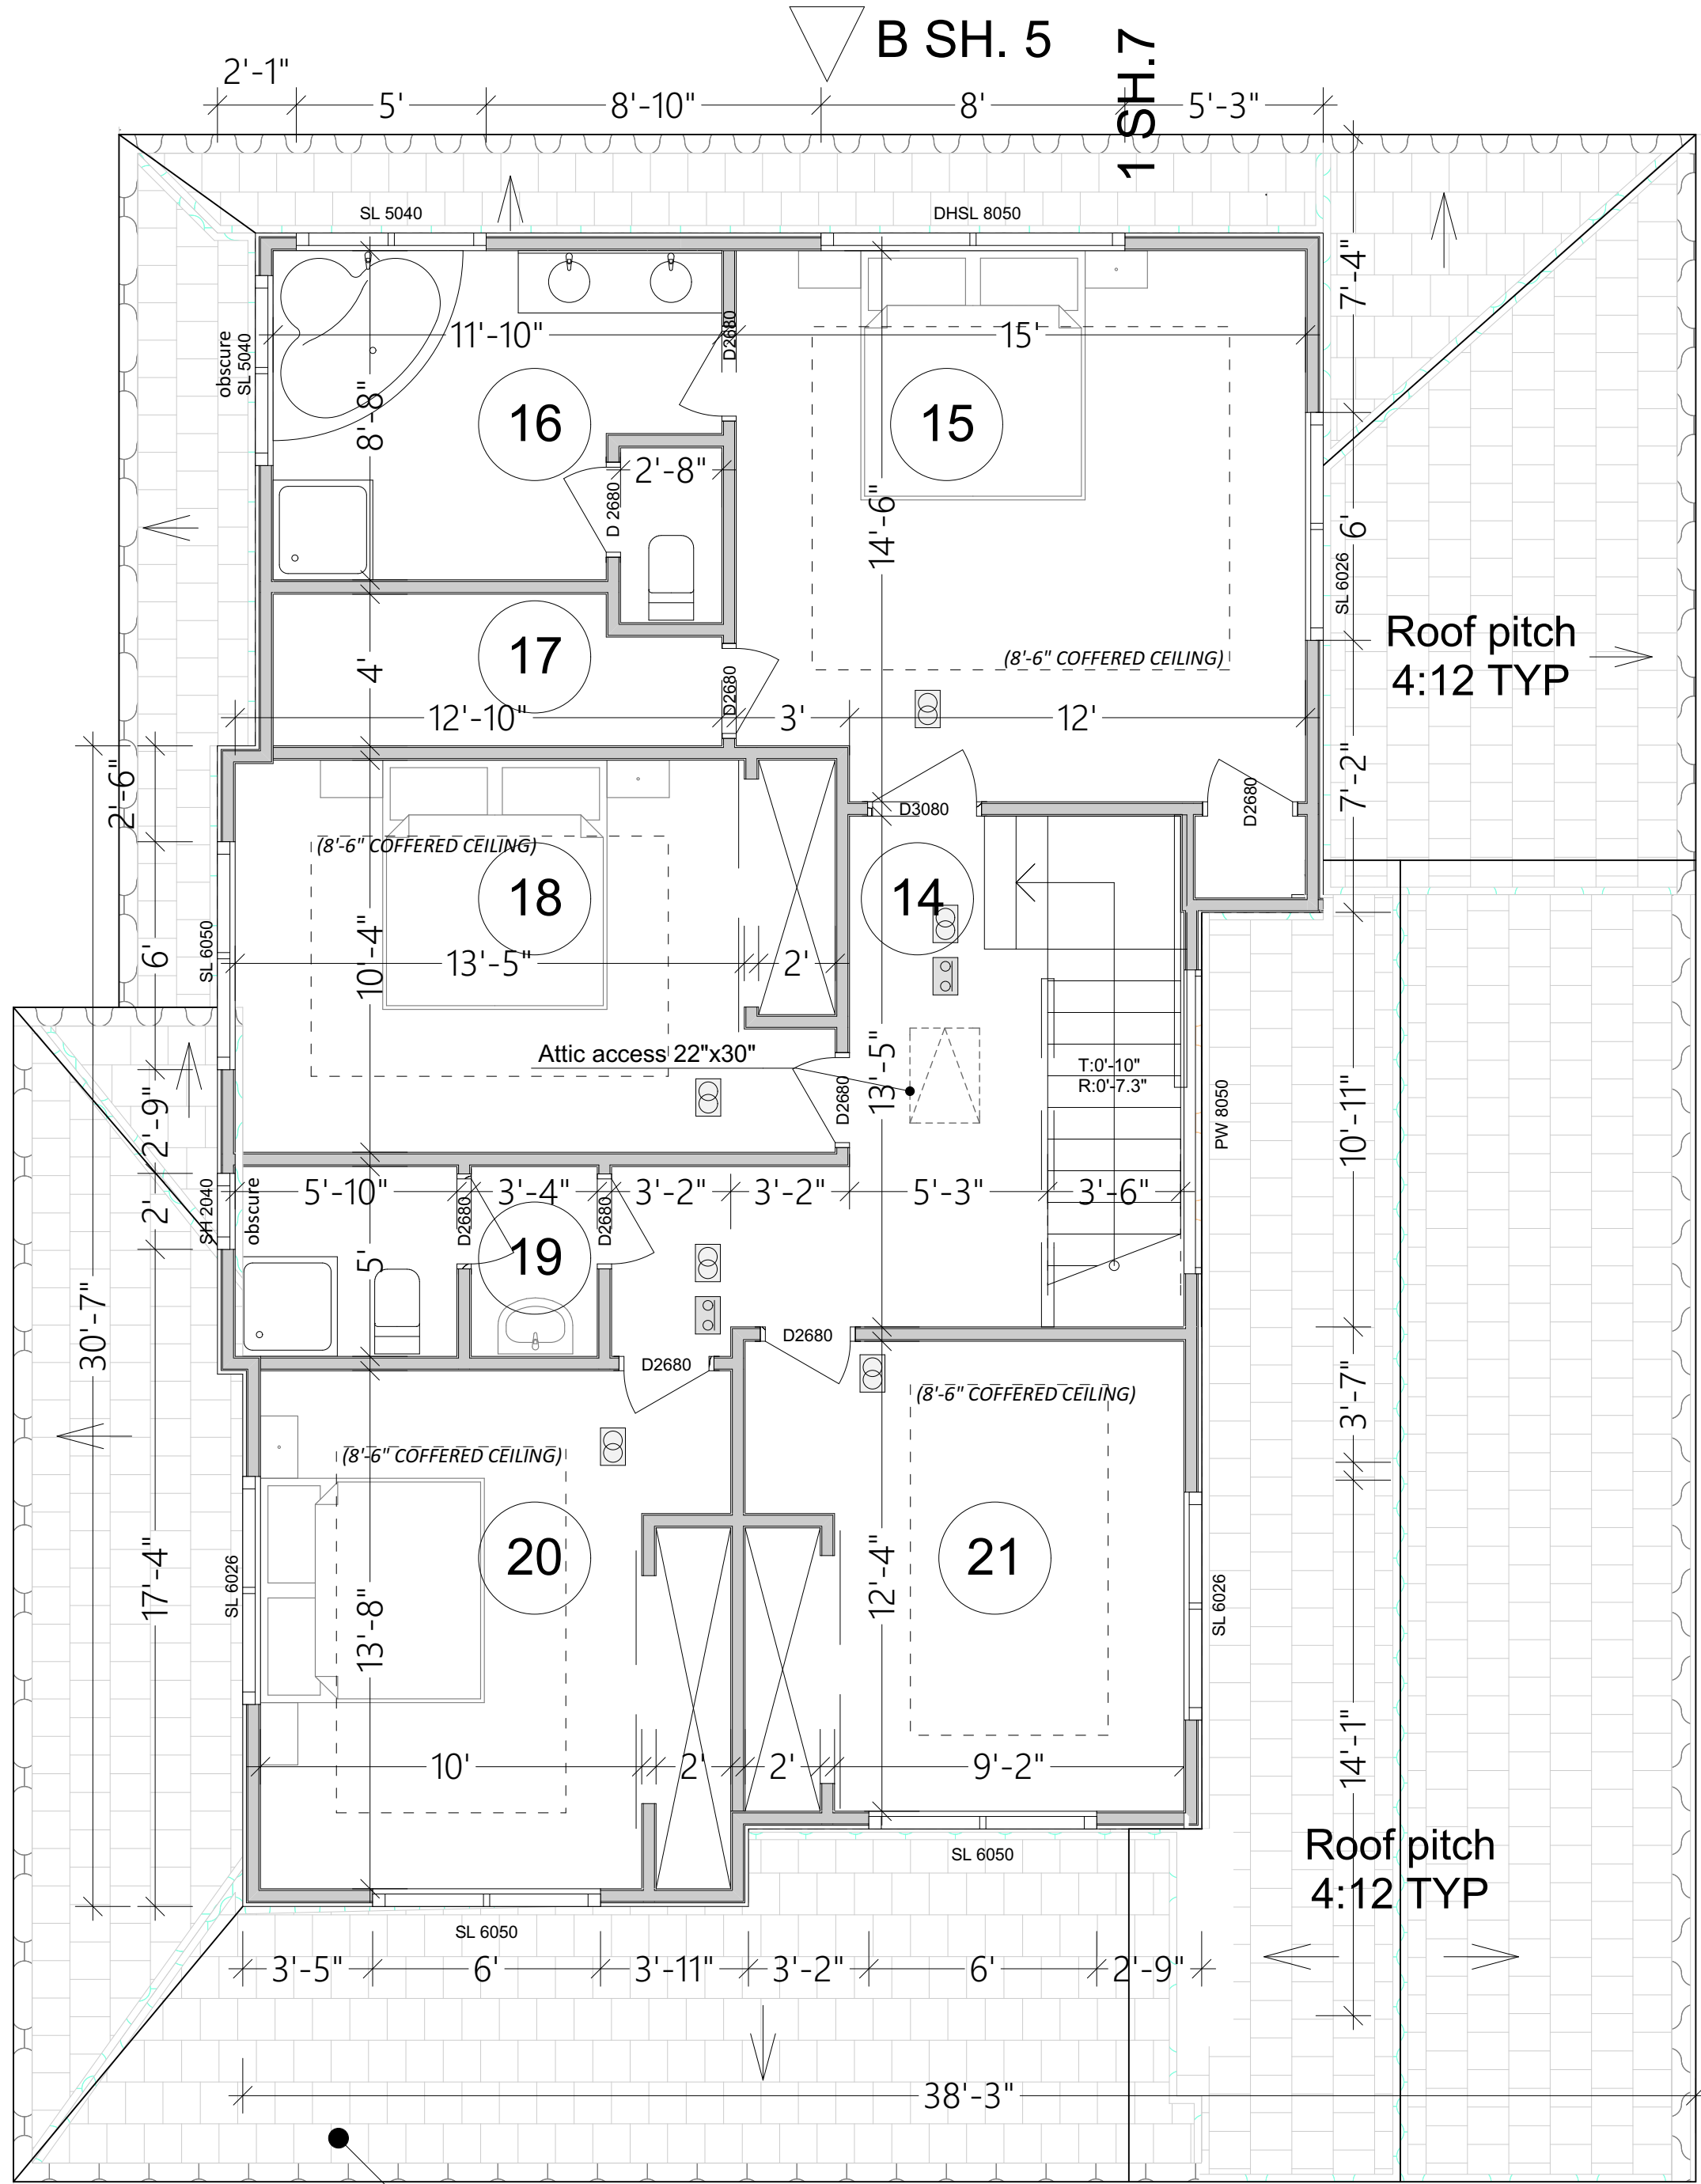 B SH. 5
1 SH.7
2'-1"
5'
8'-10"
8'
5'-3"
SL 5040
DHSL 8050
7'-4"
obscure
SL 5040
11'-10"
D2680
15'
8'-8"
16
15
2'-8"
D 2680
14'-6"
6'
SL 6026
Roof pitch
4:12 TYP
17
4'
D2680
(8'-6" COFFERED CEILING)
12'-10"
3'
12'
2'-6"
7'-2"
D3080
D2680
(8'-6" COFFERED CEILING)
18
14
6'
SL 6050
10'-4"
13'-5"
2'
Attic access 22"x30"
13'-5"
D2680
T:0'-10"
R:0'-7.3"
PW 8050
10'-11"
2'-9"
2'
SH 2040
obscure
5'-10"
3'-4"
3'-2"
3'-2"
5'-3"
3'-6"
D2680
D2680
19
5'
30'-7"
D2680
D2680
3'-7"
(8'-6" COFFERED CEILING)
(8'-6" COFFERED CEILING)
20
21
17'-4"
SL 6026
13'-8"
12'-4"
SL 6026
10'
2'
2'
9'-2"
14'-1"
Roof pitch
4:12 TYP
SL 6050
SL 6050
3'-5"
6'
3'-11"
3'-2"
6'
2'-9"
38'-3"